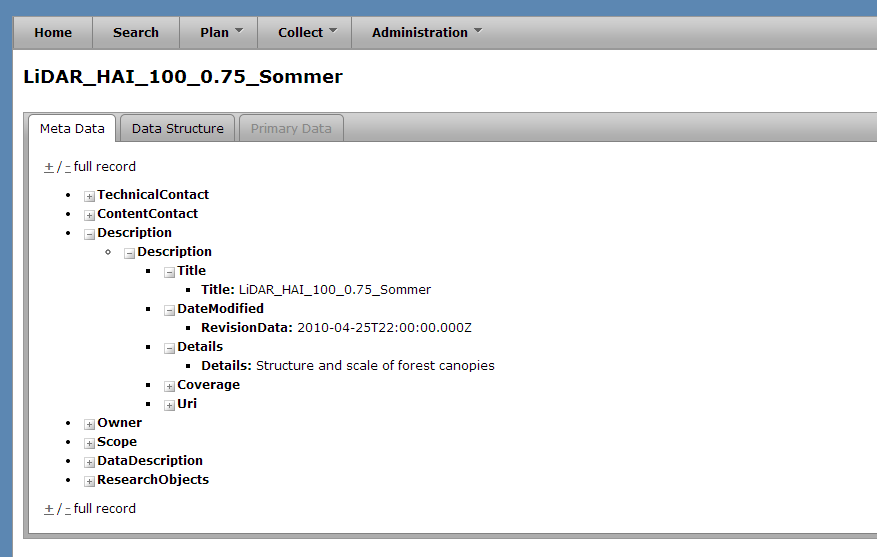 Home Search Plan Collect Administration
LiDAR_HAI_100_0.75_Sommer
Meta Data Data Structure Primary Data
+ / - full record
TechnicalContact
ContentContact
Description
Description
Title
Title: LiDAR_HAI_100_0.75_Sommer
DateModified
RevisionData: 2010-04-25T22:00:00.000Z
Details
Details: Structure and scale of forest canopies
Coverage
Uri
Owner
Scope
DataDescription
ResearchObjects
+ / - full record